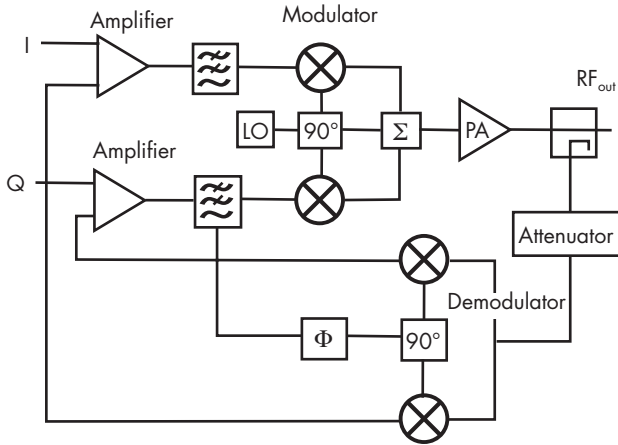 Modulator
Amplifier
I
RFout
LO
90°
Σ
PA
Amplifier
Q
Attenuator
Demodulator
Φ
90°